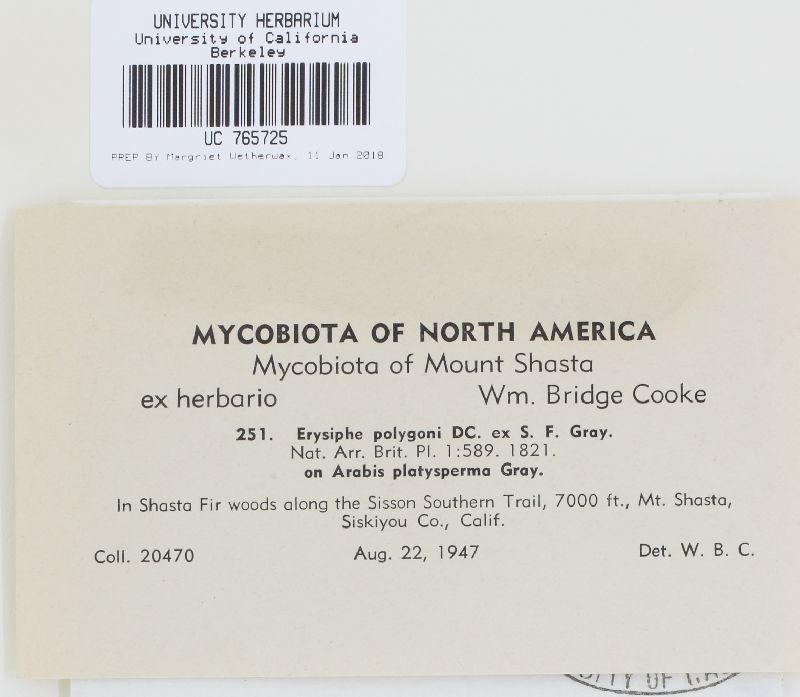 UNIVERSITY HERBARIUM
University of California
Berkeley
UC 765725
PREP BY Margriet Wetherwax, 11 Jan 2018
MYCOBIOTA OF NORTH AMERICA
Mycobiota of Mount Shasta
ex herbario Wm. Bridge Cooke
251. Erysiphe polygoni DC. ex S. F. Gray.
Nat. Arr. Brit. Pl. 1:589. 1821.
on Arabis platysperma Gray.
In Shasta Fir woods along the Sisson Southern Trail, 7000 ft., Mt. Shasta,
Siskiyou Co., Calif.
Coll. 20470 Aug. 22, 1947 Det. W. B. C.
OF